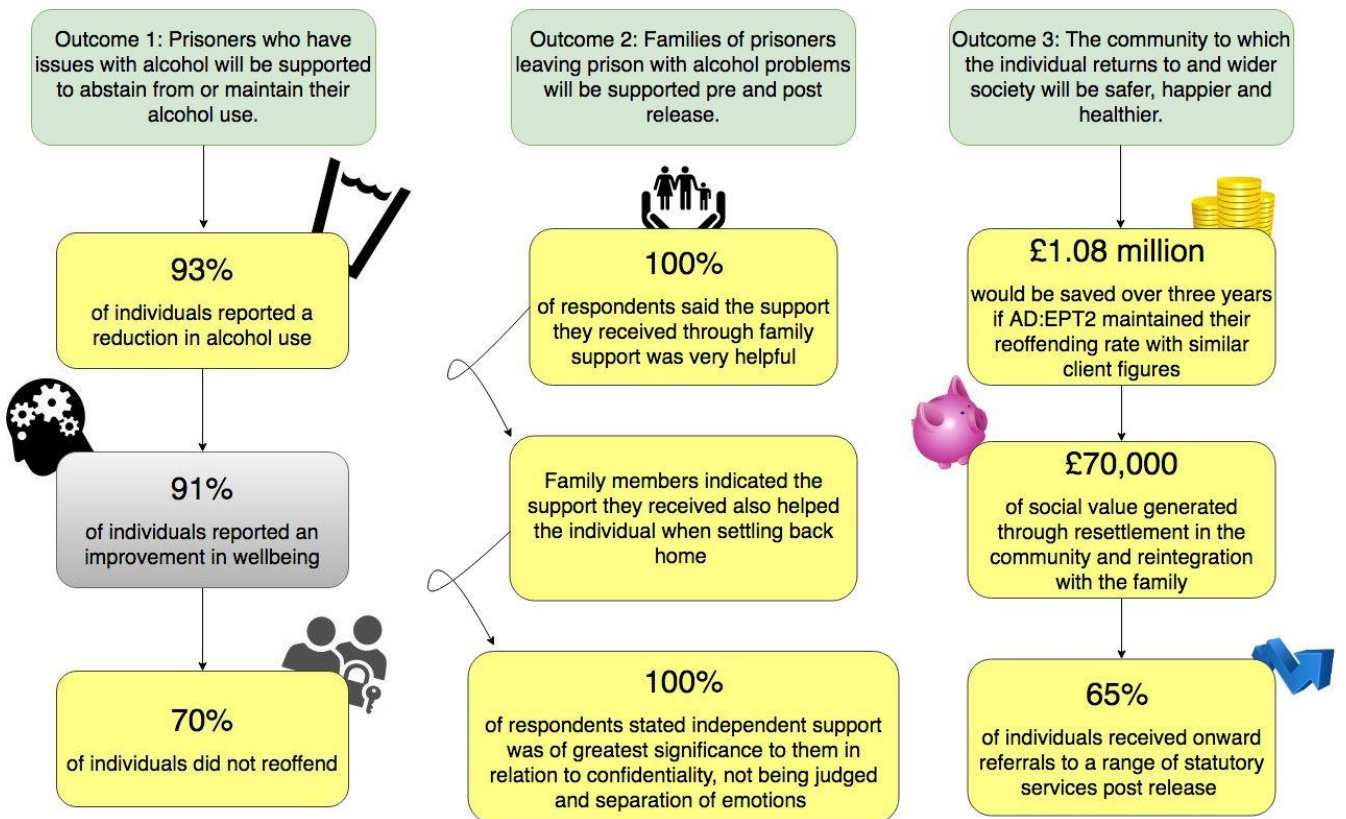 Outcome 1: Prisoners who have
issues with alcohol will be supported
to abstain from or maintain their
alcohol use.
93%
of individuals reported a
reduction in alcohol use
91%
of individuals reported an
improvement in wellbeing
70%
of individuals did not reoffend
Outcome 2: Families of prisoners
leaving prison with alcohol problems
will be supported pre and post
release.
100%
of respondents said the support
they received through family
support was very helpful
Family members indicated the
support they received also helped
the individual when settling back
home
100%
of respondents stated independent support
was of greatest significance to them in
relation to confidentiality, not being judged
and separation of emotions
Outcome 3: The community to which
the individual returns to and wider
society will be safer, happier and
healthier.
£1.08 million
would be saved over three years
if AD:EPT2 maintained their
reoffending rate with similar
client figures
£70,000
of social value generated
through resettlement in the
community and reintegration
with the family
65%
of individuals received onward
referrals to a range of statutory
services post release